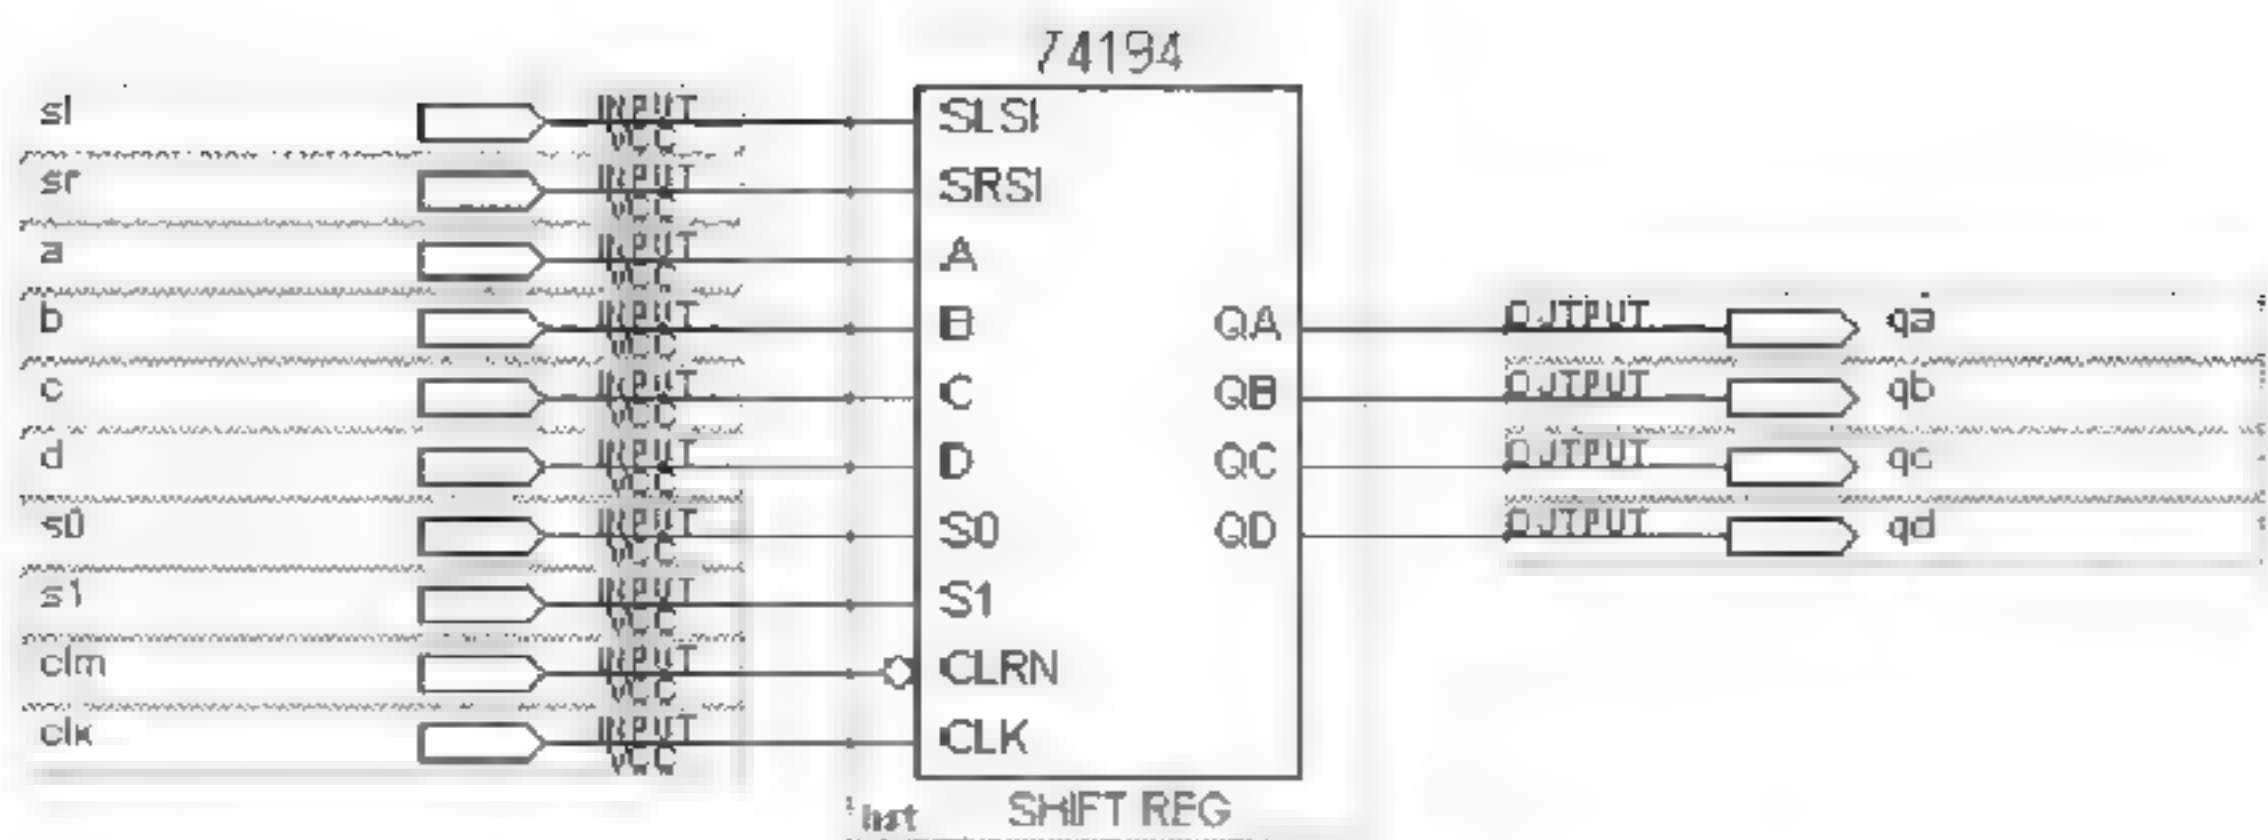 74194
sl INPUT VCC SLSI
sr INPUT VCC SRSI
a INPUT VCC A
b INPUT VCC B QA OUTPUT qa
c INPUT VCC C QB OUTPUT qb
d INPUT VCC D QC OUTPUT qc
s0 INPUT VCC S0 QD OUTPUT qd
s1 INPUT VCC S1
clrn INPUT VCC CLRN
clk INPUT VCC CLK
inst SHIFT REG